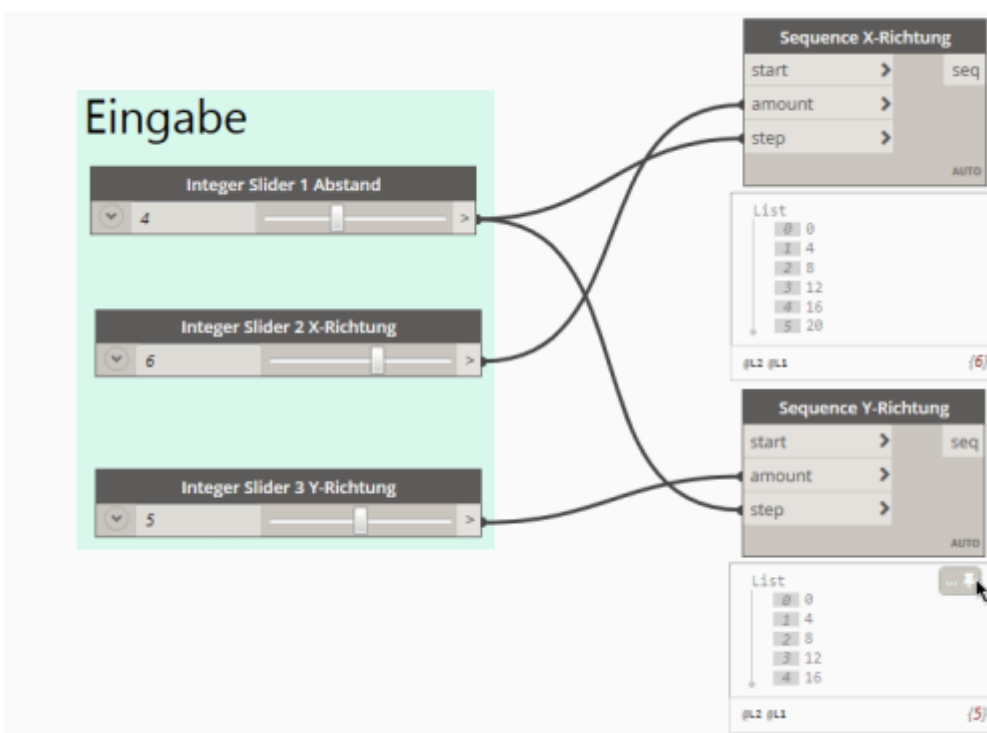 Eingabe
Integer Slider 1 Abstand
4
>
Integer Slider 2 X-Richtung
6
>
Integer Slider 3 Y-Richtung
5
>
Sequence X-Richtung
start > seq
amount >
step >
AUTO
List
0 0
1 4
2 8
3 12
4 16
5 20
@L2 @L1 {6}
Sequence Y-Richtung
start > seq
amount >
step >
AUTO
List
...
0 0
1 4
2 8
3 12
4 16
@L2 @L1 {5}